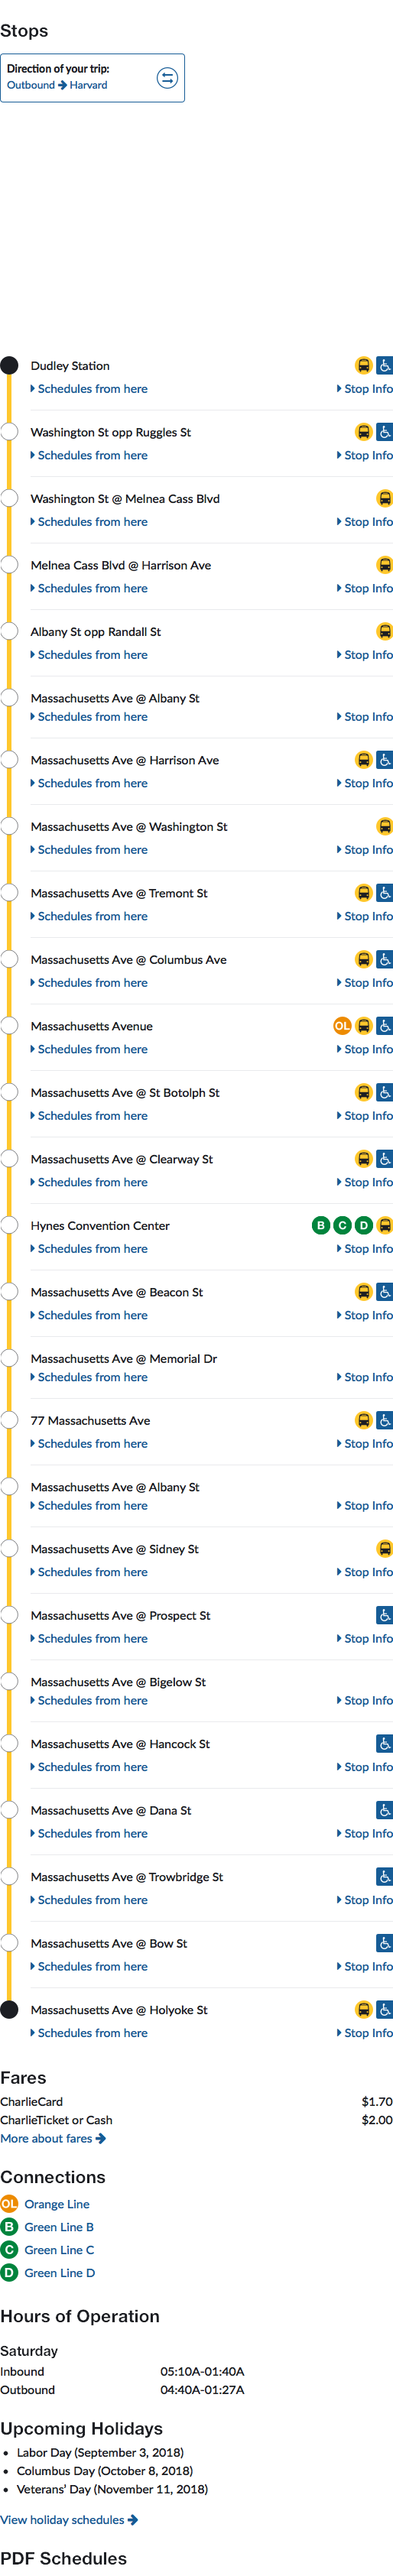 Stops
Direction of your trip:
Outbound → Harvard
Dudley Station
Schedules from here Stop Info
Washington St opp Ruggles St
Schedules from here Stop Info
Washington St @ Melnea Cass Blvd
Schedules from here Stop Info
Melnea Cass Blvd @ Harrison Ave
Schedules from here Stop Info
Albany St opp Randall St
Schedules from here Stop Info
Massachusetts Ave @ Albany St
Schedules from here Stop Info
Massachusetts Ave @ Harrison Ave
Schedules from here Stop Info
Massachusetts Ave @ Washington St
Schedules from here Stop Info
Massachusetts Ave @ Tremont St
Schedules from here Stop Info
Massachusetts Ave @ Columbus Ave
Schedules from here Stop Info
Massachusetts Avenue OL
Schedules from here Stop Info
Massachusetts Ave @ St Botolph St
Schedules from here Stop Info
Massachusetts Ave @ Clearway St
Schedules from here Stop Info
Hynes Convention Center B C D
Schedules from here Stop Info
Massachusetts Ave @ Beacon St
Schedules from here Stop Info
Massachusetts Ave @ Memorial Dr
Schedules from here Stop Info
77 Massachusetts Ave
Schedules from here Stop Info
Massachusetts Ave @ Albany St
Schedules from here Stop Info
Massachusetts Ave @ Sidney St
Schedules from here Stop Info
Massachusetts Ave @ Prospect St
Schedules from here Stop Info
Massachusetts Ave @ Bigelow St
Schedules from here Stop Info
Massachusetts Ave @ Hancock St
Schedules from here Stop Info
Massachusetts Ave @ Dana St
Schedules from here Stop Info
Massachusetts Ave @ Trowbridge St
Schedules from here Stop Info
Massachusetts Ave @ Bow St
Schedules from here Stop Info
Massachusetts Ave @ Holyoke St
Schedules from here Stop Info
Fares
CharlieCard $1.70
CharlieTicket or Cash $2.00
More about fares →
Connections
OL Orange Line
B Green Line B
C Green Line C
D Green Line D
Hours of Operation
Saturday
Inbound 05:10A-01:40A
Outbound 04:40A-01:27A
Upcoming Holidays
• Labor Day (September 3, 2018)
• Columbus Day (October 8, 2018)
• Veterans’ Day (November 11, 2018)
View holiday schedules →
PDF Schedules